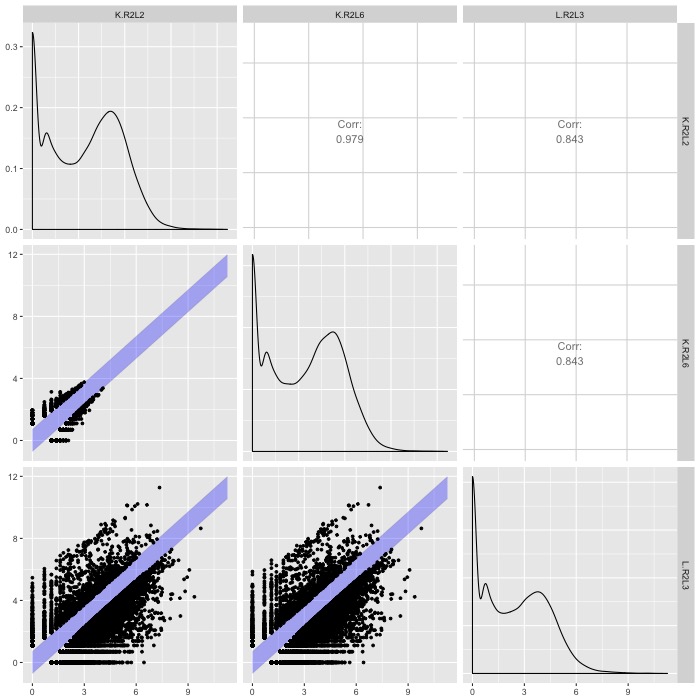 K.R2L2 K.R2L6 L.R2L3
0.3
0.2
0.1
0.0
Corr:
0.979
Corr:
0.843
K.R2L2
12
8
4
0
Corr:
0.843
K.R2L6
12
8
4
0
L.R2L3
0 3 6 9 0 3 6 9 0 3 6 9